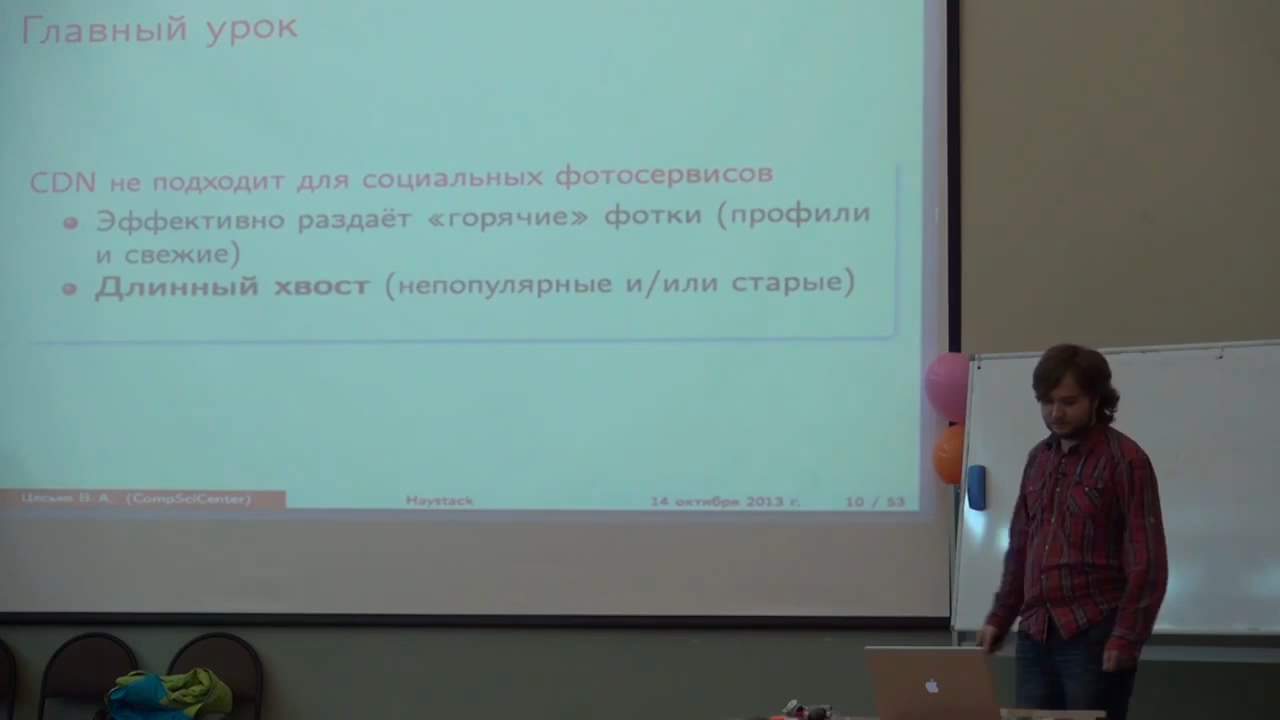 Главный урок
CDN не подходит для социальных фотосервисов
Эффективно раздаёт «горячие» фотки (профили
и свежие)
Длинный хвост (непопулярные и/или старые)
Цесько В. А. (CompSciCenter)
Haystack
14 октября 2013 г.
10 / 53